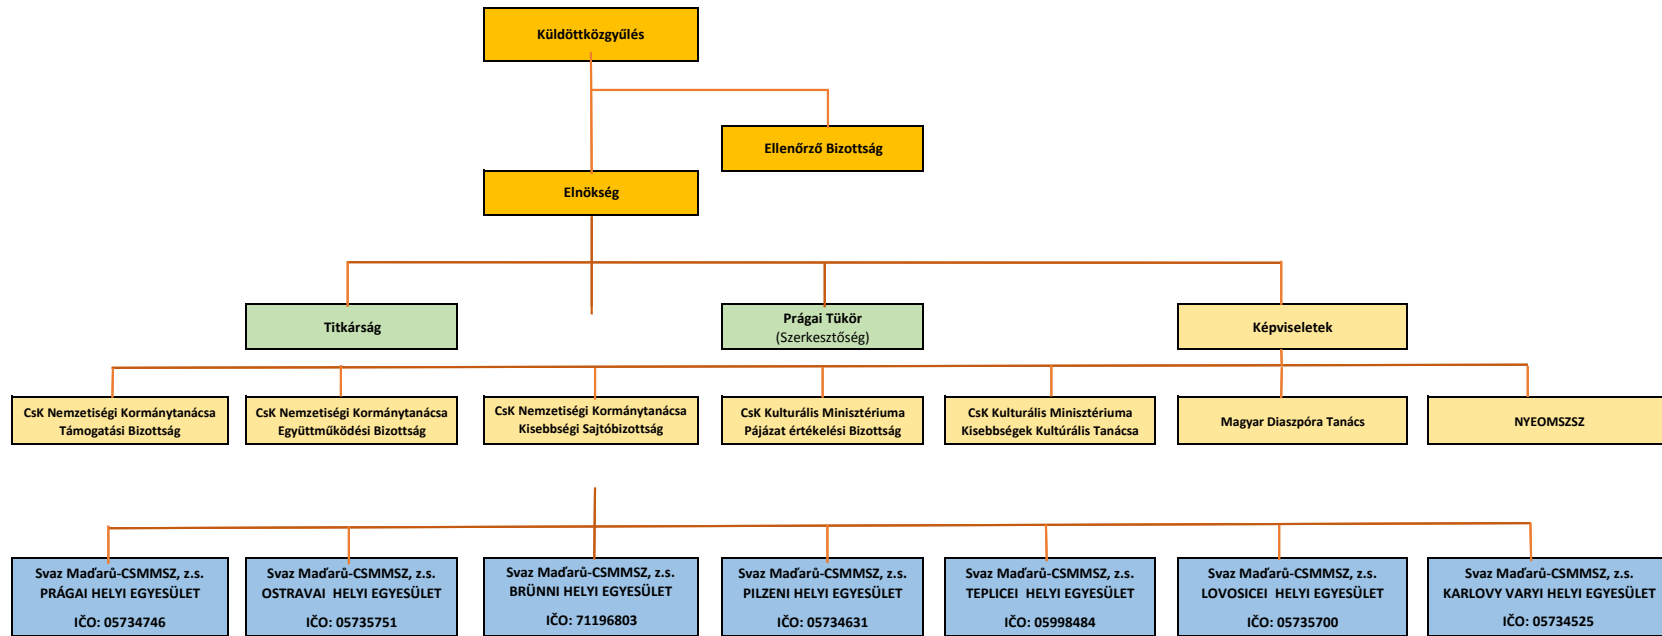 Küldöttközgyűlés
Ellenőrző Bizottság
Elnökség
Titkárság
Prágai Tükör
(Szerkesztőség)
Képviseletek
CsK Nemzetiségi Kormánytanácsa
Támogatási Bizottság
CsK Nemzetiségi Kormánytanácsa
Együttműködési Bizottság
CsK Nemzetiségi Kormánytanácsa
Kisebbségi Sajtóbizottság
CsK Kulturális Minisztériuma
Pájázat értékelési Bizottság
CsK Kulturális Minisztériuma
Kisebbségek Kultúrális Tanácsa
Magyar Diaszpóra Tanács
NYEOMSZSZ
Svaz Maďarů-CSMMSZ, z.s.
PRÁGAI HELYI EGYESÜLET
IČO: 05734746
Svaz Maďarů-CSMMSZ, z.s.
OSTRAVAI HELYI EGYESÜLET
IČO: 05735751
Svaz Maďarů-CSMMSZ, z.s.
BRÜNNI HELYI EGYESÜLET
IČO: 71196803
Svaz Maďarů-CSMMSZ, z.s.
PILZENI HELYI EGYESÜLET
IČO: 05734631
Svaz Maďarů-CSMMSZ, z.s.
TEPLICEI HELYI EGYESÜLET
IČO: 05998484
Svaz Maďarů-CSMMSZ, z.s.
LOVOSICEI HELYI EGYESÜLET
IČO: 05735700
Svaz Maďarů-CSMMSZ, z.s.
KARLOVY VARYI HELYI EGYESÜLET
IČO: 05734525